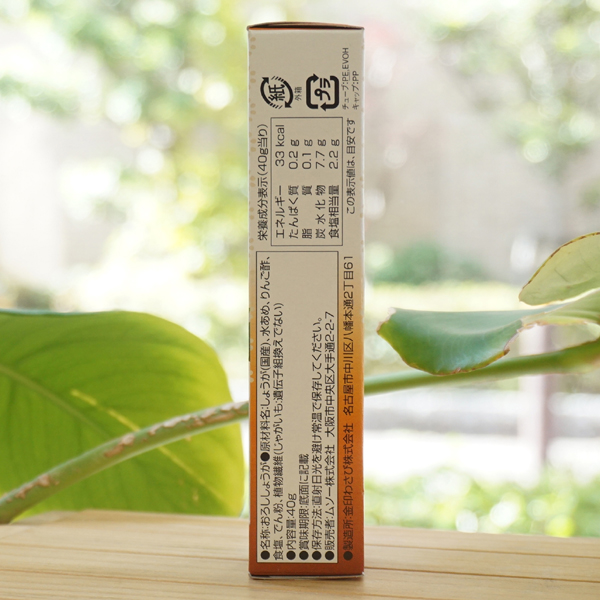 ●名称:おろししょうが●原材料名:しょうが(国産)、水あめ、りんご酢、
食塩、でん粉、植物繊維(じゃがいも:遺伝子組換えでない)
●内容量:40g
●賞味期限:底面に記載
●保存方法:直射日光を避け常温で保存してください。
●販売者:ムソー株式会社 大阪市中央区大手通2-2-7
●製造所:金印わさび株式会社 名古屋市中川区八幡本通2丁目61
栄養成分表示(40g当り)
エネルギー 33 kcal
たんぱく質 0.2 g
脂質 0.1 g
炭水化物 7.7 g
食塩相当量 2.2 g
この表示値は、目安です
紙
外箱
プラ
チューブ:PE,EVOH
キャップ:PP